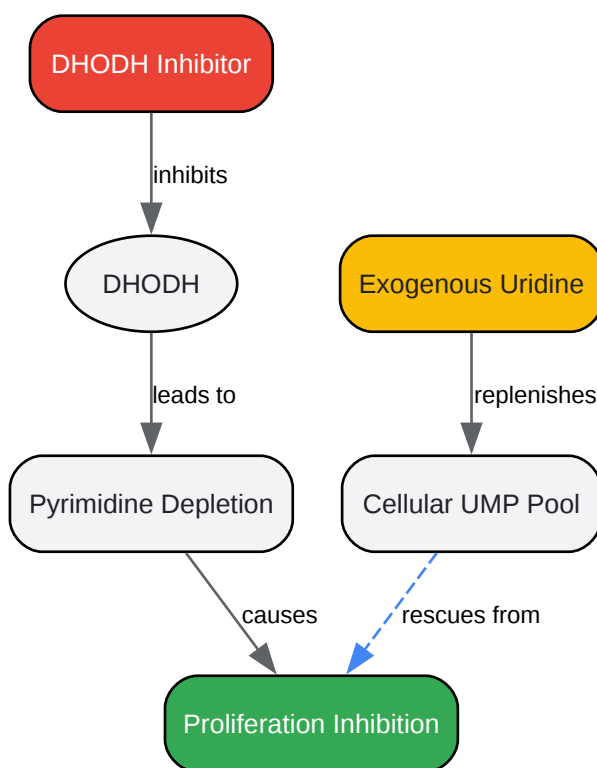 DHODH Inhibitor
inhibits
DHODH
Exogenous Uridine
leads to
replenishes
Pyrimidine Depletion
Cellular UMP Pool
causes
rescues from
Proliferation Inhibition